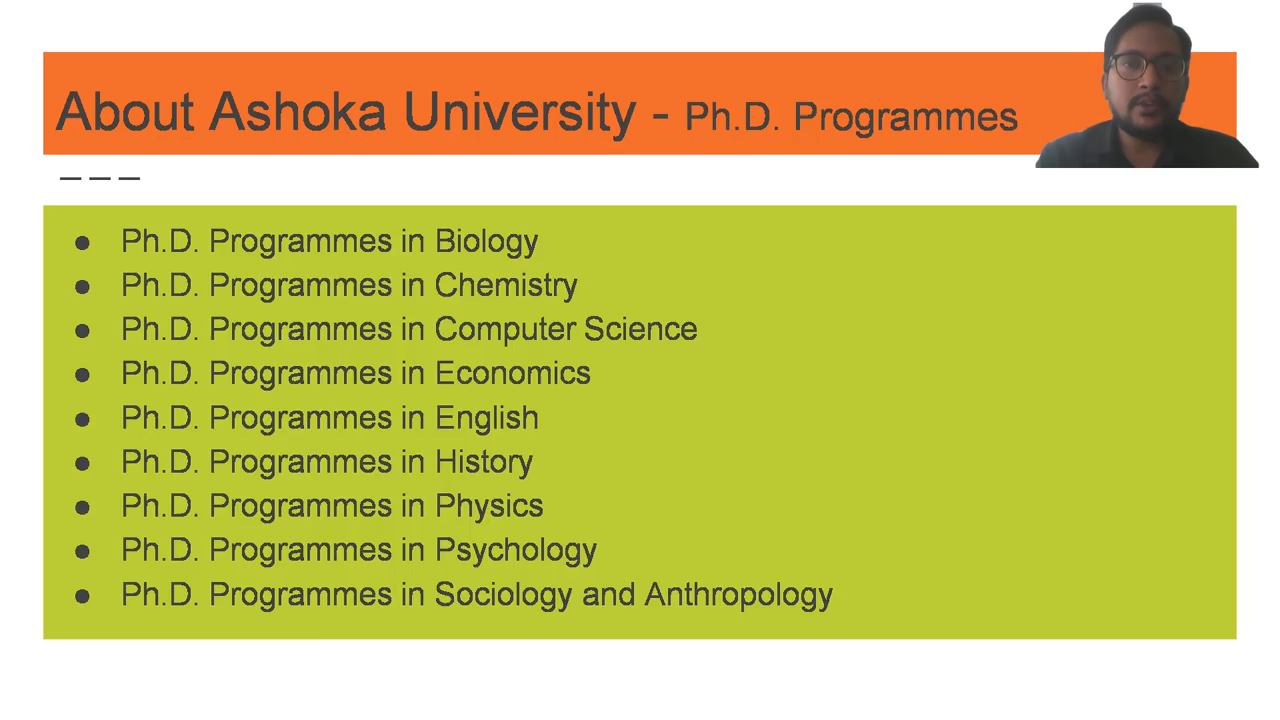 About Ashoka University - Ph.D. Programmes
● Ph.D. Programmes in Biology
● Ph.D. Programmes in Chemistry
● Ph.D. Programmes in Computer Science
● Ph.D. Programmes in Economics
● Ph.D. Programmes in English
● Ph.D. Programmes in History
● Ph.D. Programmes in Physics
● Ph.D. Programmes in Psychology
● Ph.D. Programmes in Sociology and Anthropology